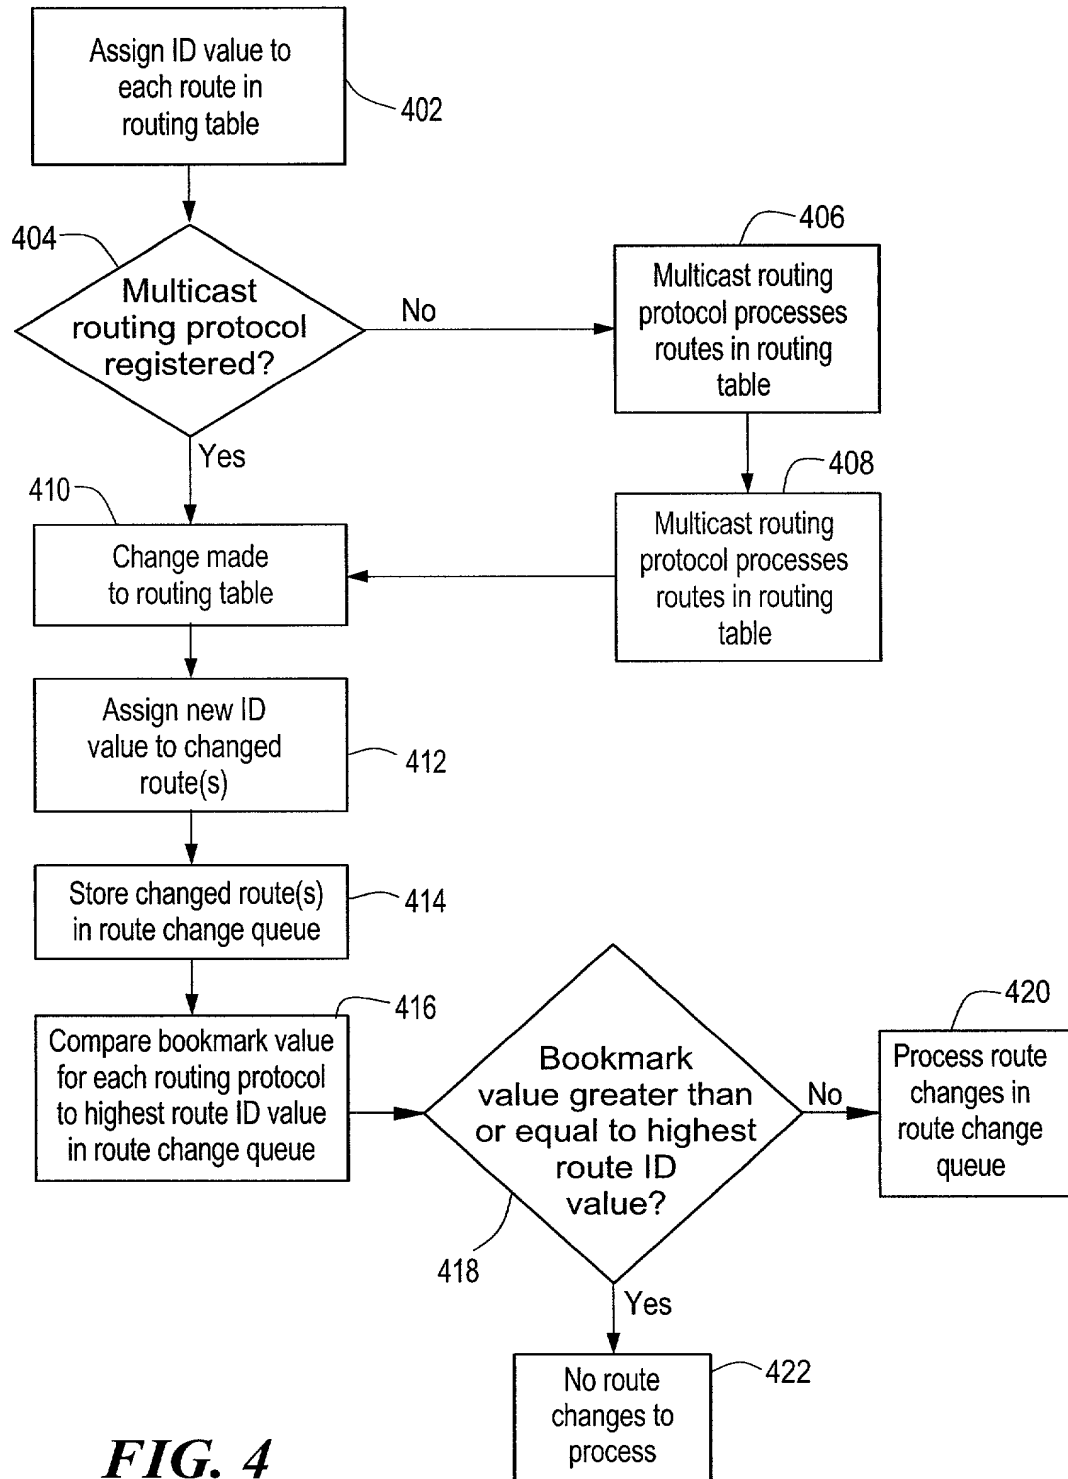 Assign ID value to
each route in
routing table
402
404
Multicast
routing protocol
registered?
No
406
Multicast routing
protocol processes
routes in routing
table
Yes
408
Multicast routing
protocol processes
routes in routing
table
410
Change made
to routing table
Assign new ID
value to changed
route(s)
412
Store changed route(s)
in route change queue
414
416
Compare bookmark value
for each routing protocol
to highest route ID value
in route change queue
Bookmark
value greater than
or equal to highest
route ID
value?
418
No
420
Process route
changes in
route change
queue
Yes
422
No route
changes to
process
FIG. 4